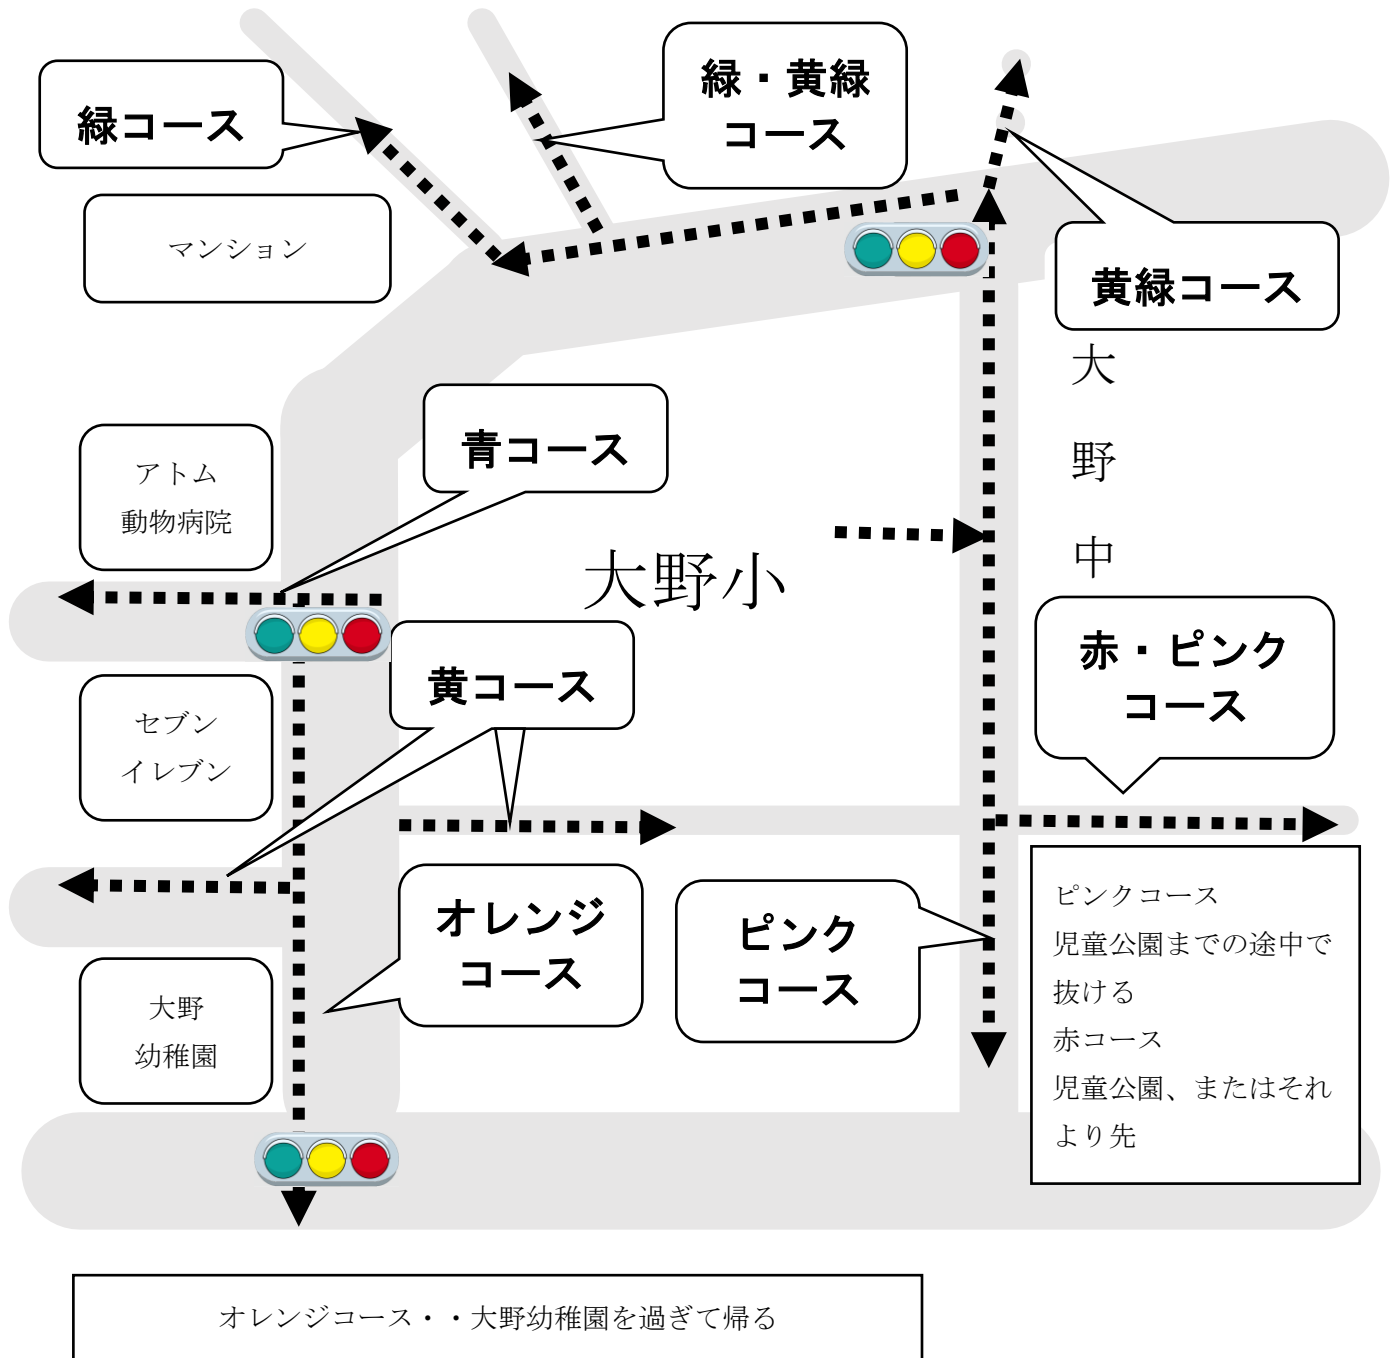 緑・黄緑
コース
緑コース
マンション
黄緑コース
大
野
中
青コース
アトム
動物病院
大野小
赤・ピンク
コース
黄コース
セブン
イレブン
オレンジ
コース
ピンク
コース
ピンクコース
児童公園までの途中で
抜ける
赤コース
児童公園、またはそれ
より先
大野
幼稚園
オレンジコース・・大野幼稚園を過ぎて帰る